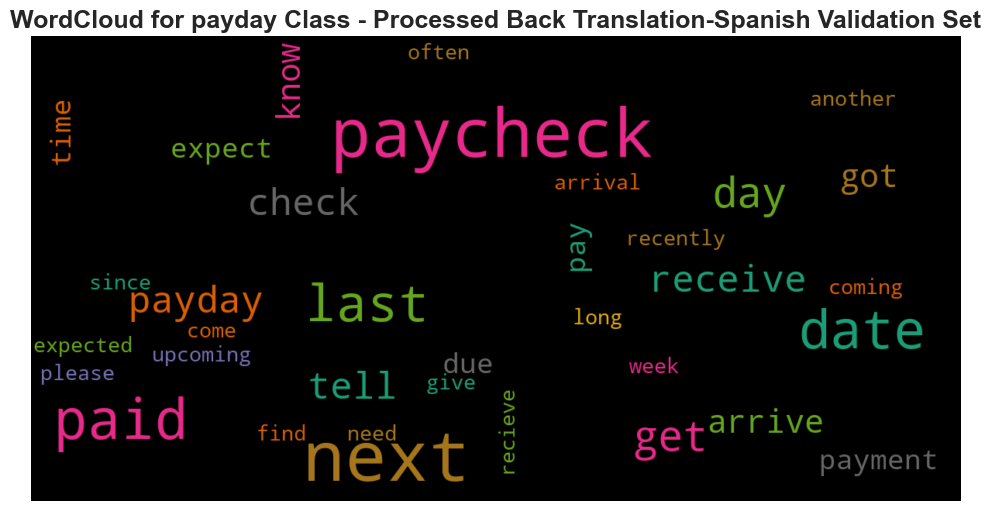 WordCloud for payday Class - Processed Back Translation-Spanish Validation Set
often
know
another
time
paycheck
expect
arrival
got
check
day
pay
recently
since
receive
coming
payday
last
long
date
come
expected
upcoming
due
please
week
tell
give
recieve
paid
find
need
next
get
arrive
payment